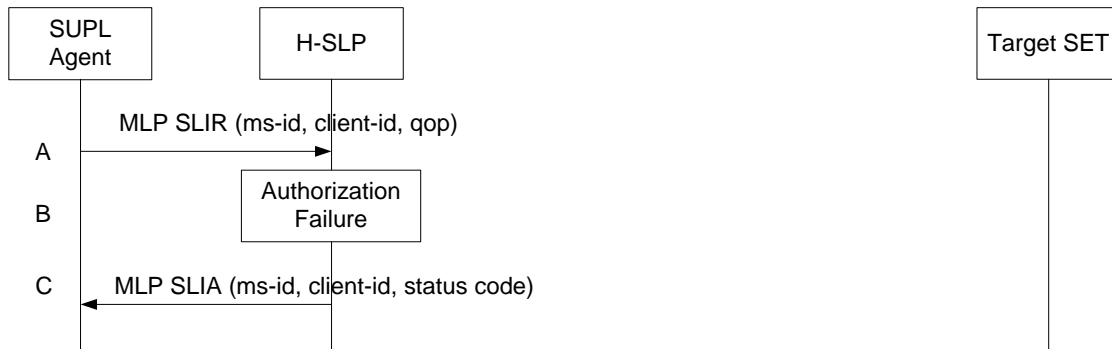 SUPL
Agent
H-SLP
Target SET
MLP SLIR (ms-id, client-id, qop)
A
Authorization
Failure
B
C
MLP SLIA (ms-id, client-id, status code)